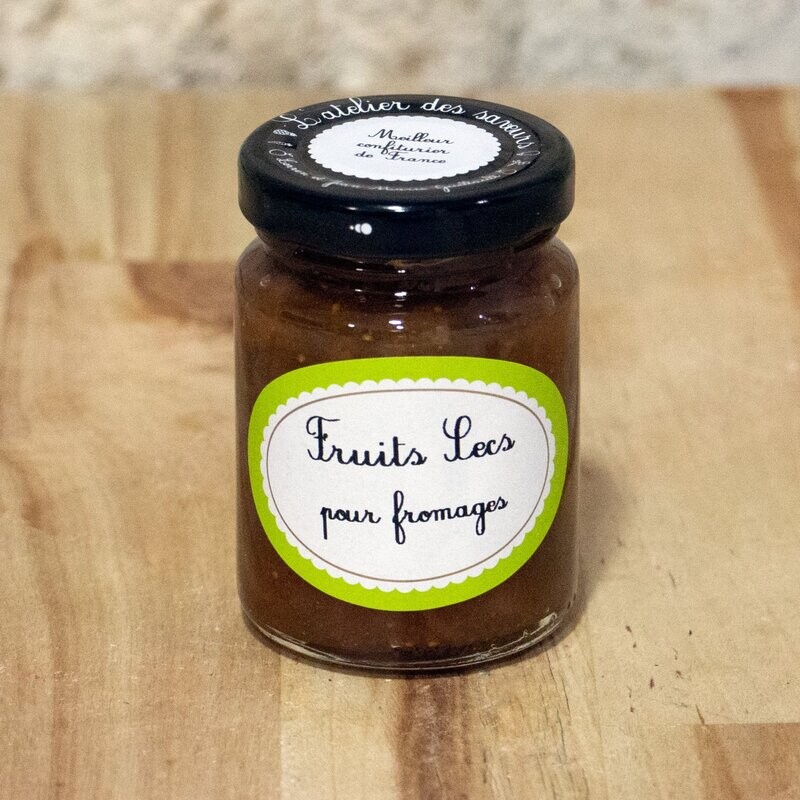 L'atelier des saveurs
Meilleur
confiturier
de France
Fruits Secs
pour fromages